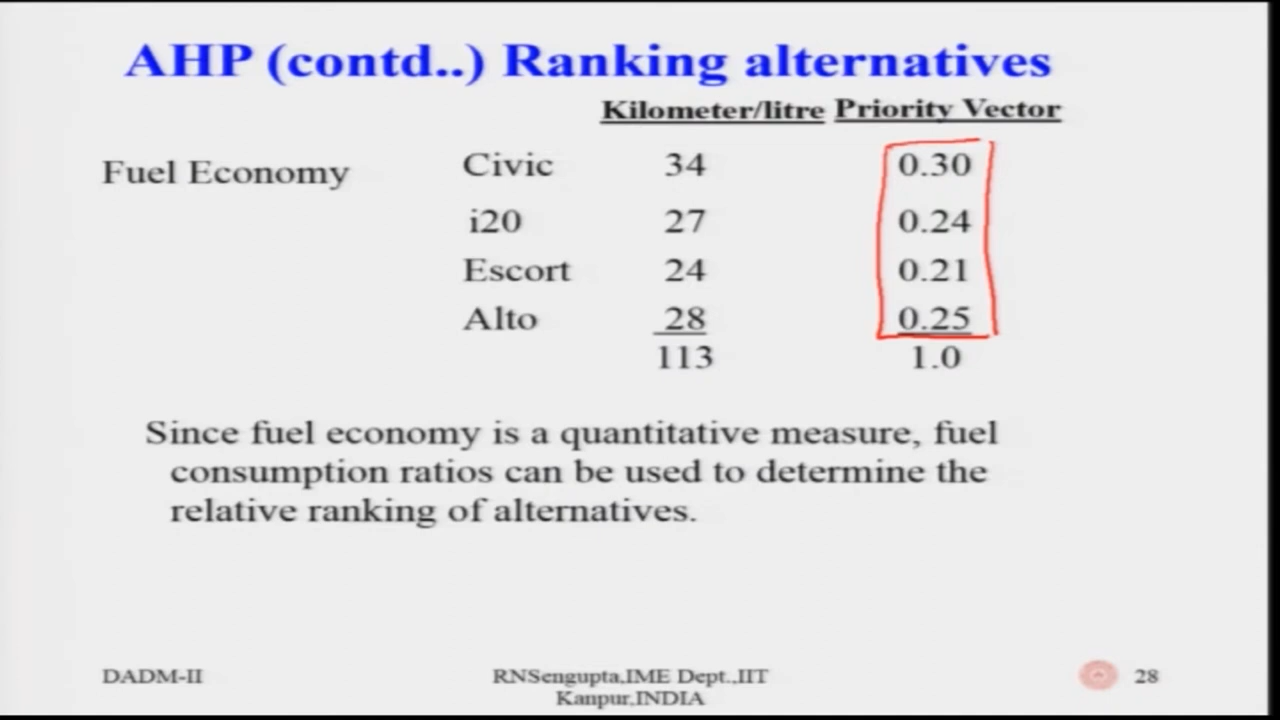 AHP (contd..) Ranking alternatives
Kilometer/litre Priority Vector
Fuel Economy Civic 34 0.30
i20 27 0.24
Escort 24 0.21
Alto 28 0.25
113 1.0
Since fuel economy is a quantitative measure, fuel
consumption ratios can be used to determine the
relative ranking of alternatives.
DADM-II RNSengupta,IME Dept.,IIT 28
Kanpur,INDIA